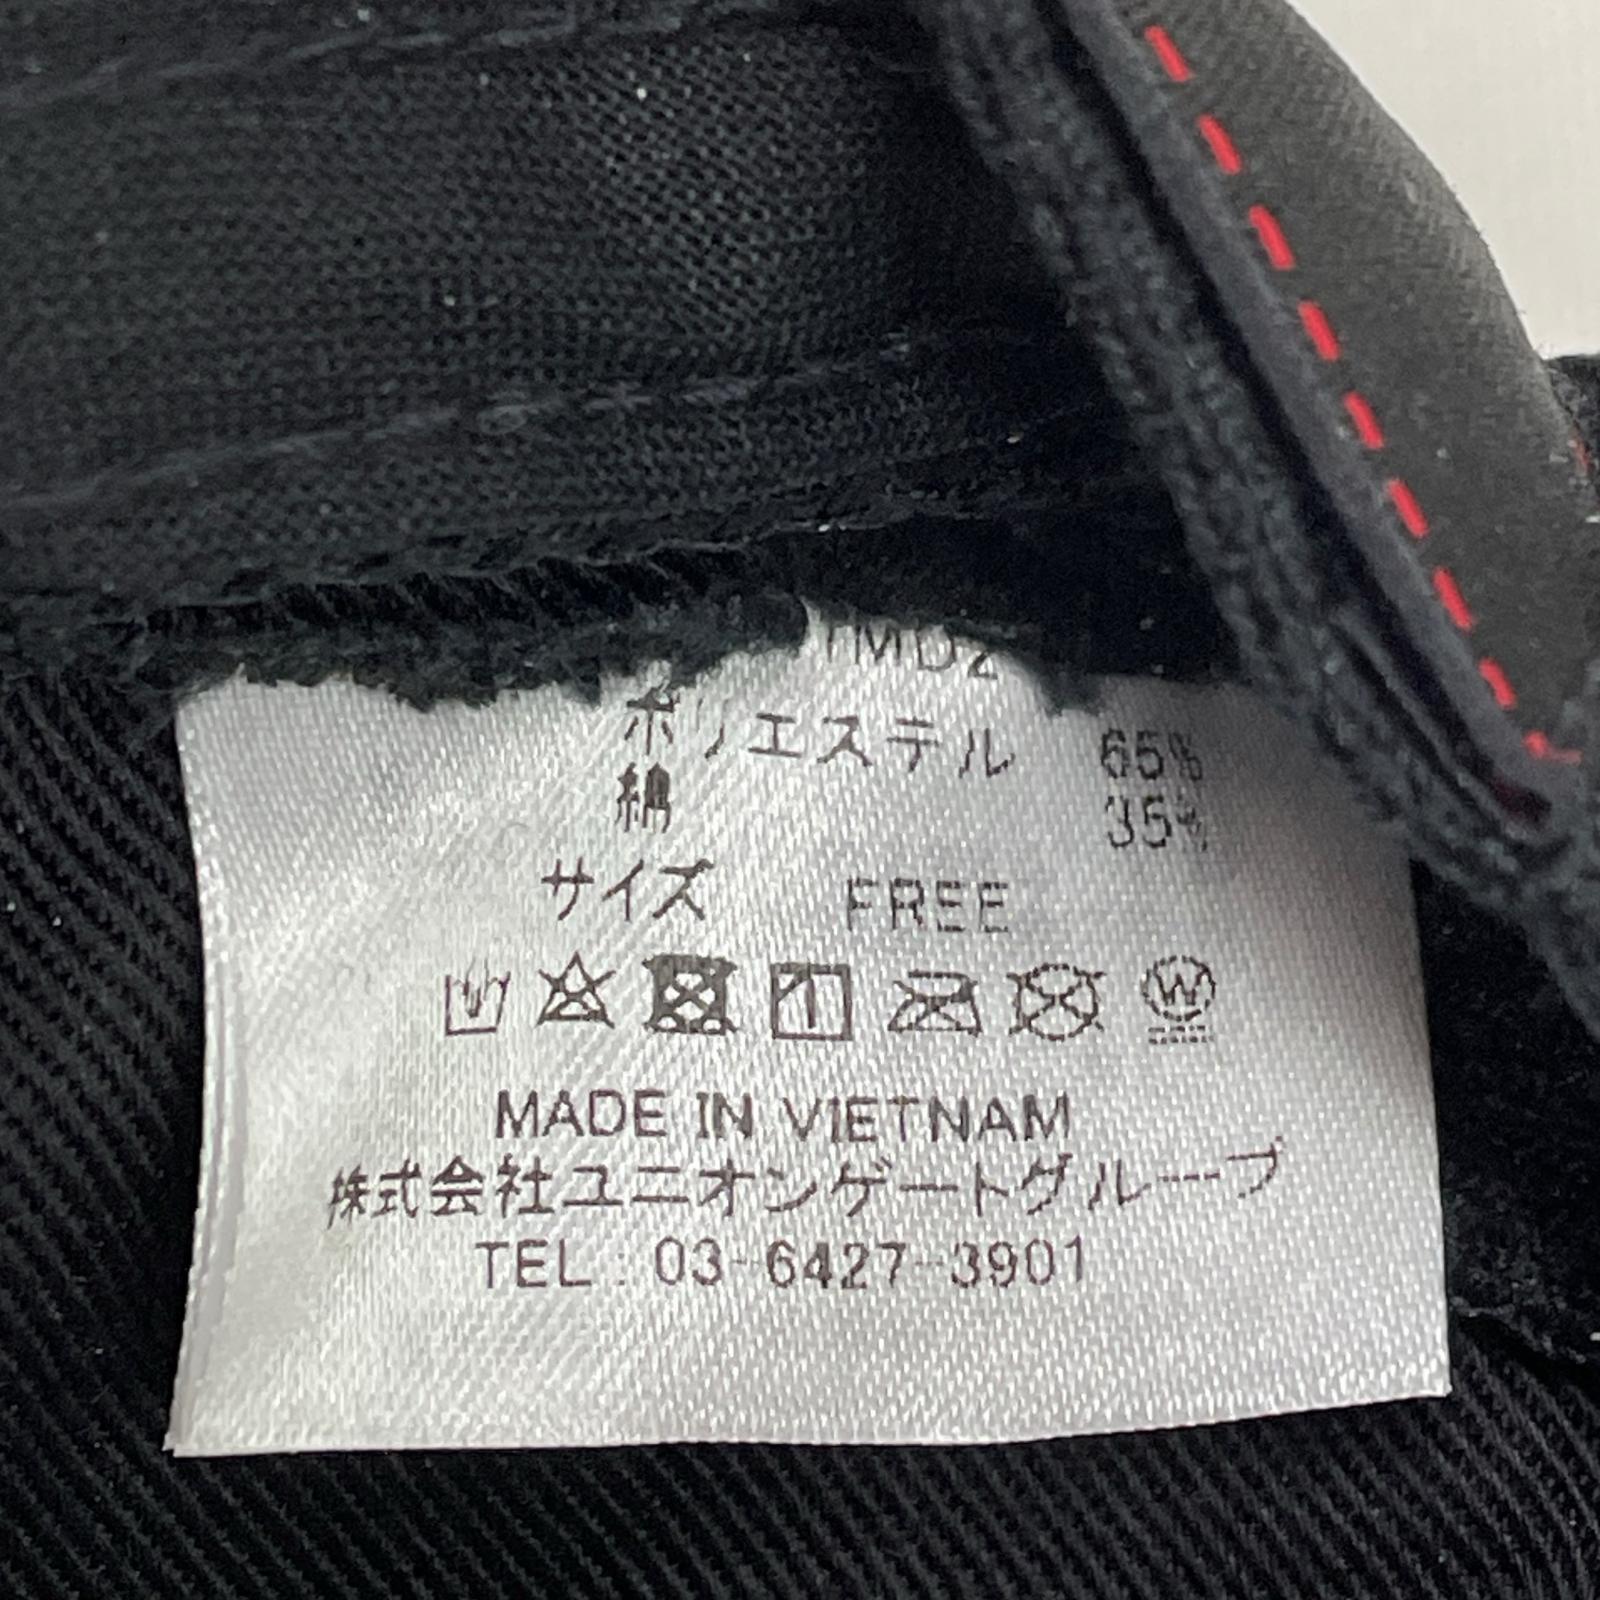 ポリエステル 65%
綿 35%
サイズ FREE
W
MADE IN VIETNAM
株式会社ユニオンゲートグループ
TEL : 03-6427-3901